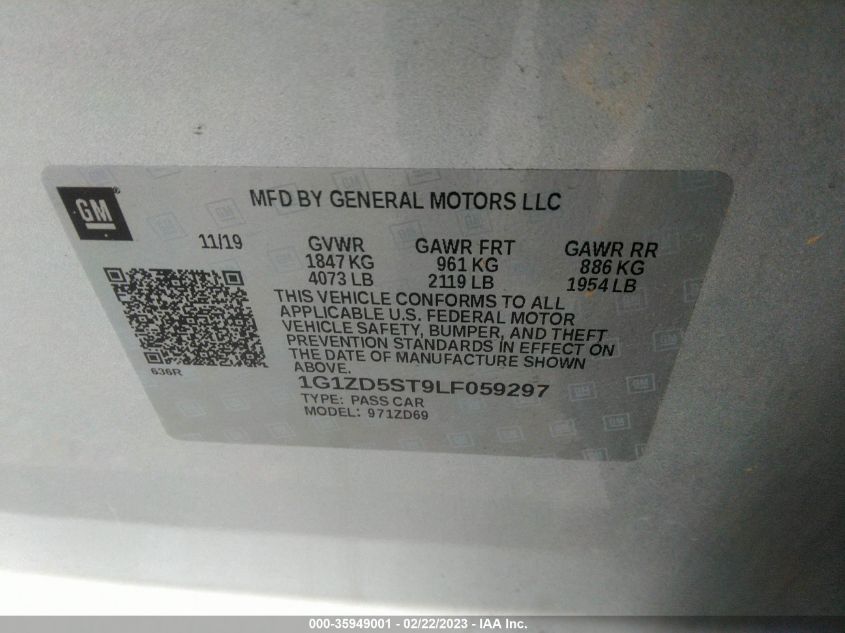 GM
MFD BY GENERAL MOTORS LLC
11/19 GVWR GAWR FRT GAWR RR
1847 KG 961 KG 886 KG
4073 LB 2119 LB 1954 LB
THIS VEHICLE CONFORMS TO ALL
APPLICABLE U.S. FEDERAL MOTOR
VEHICLE SAFETY, BUMPER, AND THEFT
PREVENTION STANDARDS IN EFFECT ON
THE DATE OF MANUFACTURE SHOWN
ABOVE.
636R
1G1ZD5ST9LF059297
TYPE: PASS CAR
MODEL: 971ZD69
000-35949001 - 02/22/2023 - IAA Inc.